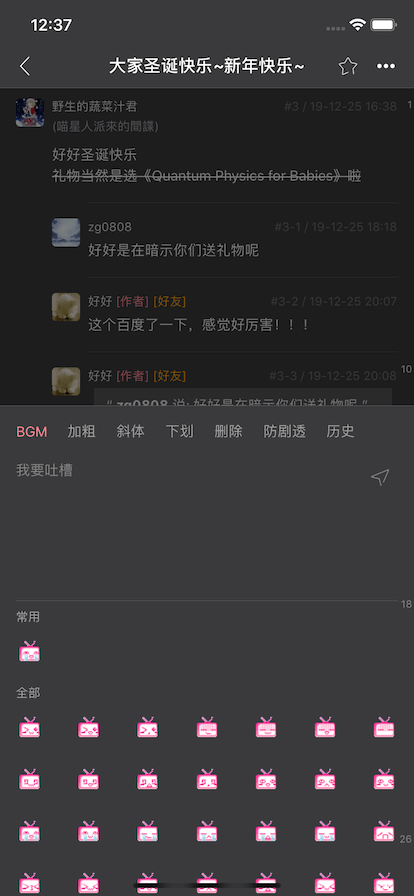 12:37
大家圣诞快乐~新年快乐~
野生的蔬菜汁君
#3 / 19-12-25 16:38
1
(喵星人派來的間諜)
好好圣诞快乐
礼物当然是选《Quantum Physics for Babies》啦
zg0808
#3-1 / 19-12-25 18:18
好好是在暗示你们送礼物呢
好好 [作者] [好友]
#3-2 / 19-12-25 20:07
这个百度了一下，感觉好厉害！！！
10
好好 [作者] [好友]
#3-3 / 19-12-25 20:08
“ zg0808 说: 好好是在暗示你们送礼物呢 ”
BGM 加粗 斜体 下划 删除 防剧透 历史
我要吐槽
18
常用
全部
26